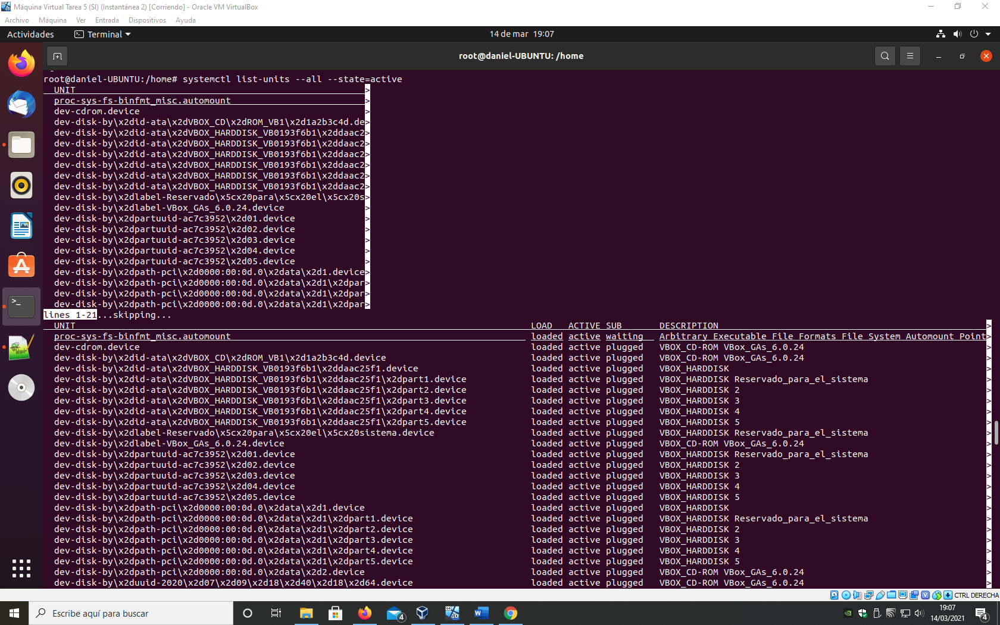 Máquina Virtual Tarea 5 (SI) (Instantánea 2) [Corriendo] - Oracle VM VirtualBox
Archivo Máquina Ver Entrada Dispositivos Ayuda
Actividades Terminal 14 de mar 19:07
root@daniel-UBUNTU: /home
root@daniel-UBUNTU:/home# systemctl list-units --all --state=active
UNIT >
proc-sys-fs-binfmt_misc.automount >
dev-cdrom.device >
dev-disk-by\x2did-ata\x2dVBOX_CD\x2dROM_VB1\x2d1a2b3c4d.de>
dev-disk-by\x2did-ata\x2dVBOX_HARDDISK_VB0193f6b1\x2ddaac2>
dev-disk-by\x2did-ata\x2dVBOX_HARDDISK_VB0193f6b1\x2ddaac2>
dev-disk-by\x2did-ata\x2dVBOX_HARDDISK_VB0193f6b1\x2ddaac2>
dev-disk-by\x2did-ata\x2dVBOX_HARDDISK_VB0193f6b1\x2ddaac2>
dev-disk-by\x2did-ata\x2dVBOX_HARDDISK_VB0193f6b1\x2ddaac2>
dev-disk-by\x2did-ata\x2dVBOX_HARDDISK_VB0193f6b1\x2ddaac2>
dev-disk-by\x2dlabel-Reservado\x5cx20para\x5cx20el\x5cx20s>
dev-disk-by\x2dlabel-VBox_GAs_6.0.24.device >
dev-disk-by\x2dpartuuid-ac7c3952\x2d01.device >
dev-disk-by\x2dpartuuid-ac7c3952\x2d02.device >
dev-disk-by\x2dpartuuid-ac7c3952\x2d03.device >
dev-disk-by\x2dpartuuid-ac7c3952\x2d04.device >
dev-disk-by\x2dpartuuid-ac7c3952\x2d05.device >
dev-disk-by\x2dpath-pci\x2d0000:00:0d.0\x2data\x2d1.device>
dev-disk-by\x2dpath-pci\x2d0000:00:0d.0\x2data\x2d1\x2dpar>
dev-disk-by\x2dpath-pci\x2d0000:00:0d.0\x2data\x2d1\x2dpar>
dev-disk-by\x2dpath-pci\x2d0000:00:0d.0\x2data\x2d1\x2dpar>
lines 1-21...skipping...
UNIT LOAD ACTIVE SUB DESCRIPTION >
proc-sys-fs-binfmt_misc.automount loaded active waiting Arbitrary Executable File Formats File System Automount Point>
dev-cdrom.device loaded active plugged VBOX_CD-ROM VBox_GAs_6.0.24 >
dev-disk-by\x2did-ata\x2dVBOX_CD\x2dROM_VB1\x2d1a2b3c4d.device loaded active plugged VBOX_CD-ROM VBox_GAs_6.0.24 >
dev-disk-by\x2did-ata\x2dVBOX_HARDDISK_VB0193f6b1\x2ddaac25f1.device loaded active plugged VBOX_HARDDISK >
dev-disk-by\x2did-ata\x2dVBOX_HARDDISK_VB0193f6b1\x2ddaac25f1\x2dpart1.device loaded active plugged VBOX_HARDDISK Reservado_para_el_sistema >
dev-disk-by\x2did-ata\x2dVBOX_HARDDISK_VB0193f6b1\x2ddaac25f1\x2dpart2.device loaded active plugged VBOX_HARDDISK 2 >
dev-disk-by\x2did-ata\x2dVBOX_HARDDISK_VB0193f6b1\x2ddaac25f1\x2dpart3.device loaded active plugged VBOX_HARDDISK 3 >
dev-disk-by\x2did-ata\x2dVBOX_HARDDISK_VB0193f6b1\x2ddaac25f1\x2dpart4.device loaded active plugged VBOX_HARDDISK 4 >
dev-disk-by\x2did-ata\x2dVBOX_HARDDISK_VB0193f6b1\x2ddaac25f1\x2dpart5.device loaded active plugged VBOX_HARDDISK 5 >
dev-disk-by\x2dlabel-Reservado\x5cx20para\x5cx20el\x5cx20sistema.device loaded active plugged VBOX_HARDDISK Reservado_para_el_sistema >
dev-disk-by\x2dlabel-VBox_GAs_6.0.24.device loaded active plugged VBOX_CD-ROM VBox_GAs_6.0.24 >
dev-disk-by\x2dpartuuid-ac7c3952\x2d01.device loaded active plugged VBOX_HARDDISK Reservado_para_el_sistema >
dev-disk-by\x2dpartuuid-ac7c3952\x2d02.device loaded active plugged VBOX_HARDDISK 2 >
dev-disk-by\x2dpartuuid-ac7c3952\x2d03.device loaded active plugged VBOX_HARDDISK 3 >
dev-disk-by\x2dpartuuid-ac7c3952\x2d04.device loaded active plugged VBOX_HARDDISK 4 >
dev-disk-by\x2dpartuuid-ac7c3952\x2d05.device loaded active plugged VBOX_HARDDISK 5 >
dev-disk-by\x2dpath-pci\x2d0000:00:0d.0\x2data\x2d1.device loaded active plugged VBOX_HARDDISK >
dev-disk-by\x2dpath-pci\x2d0000:00:0d.0\x2data\x2d1\x2dpart1.device loaded active plugged VBOX_HARDDISK Reservado_para_el_sistema >
dev-disk-by\x2dpath-pci\x2d0000:00:0d.0\x2data\x2d1\x2dpart2.device loaded active plugged VBOX_HARDDISK 2 >
dev-disk-by\x2dpath-pci\x2d0000:00:0d.0\x2data\x2d1\x2dpart3.device loaded active plugged VBOX_HARDDISK 3 >
dev-disk-by\x2dpath-pci\x2d0000:00:0d.0\x2data\x2d1\x2dpart4.device loaded active plugged VBOX_HARDDISK 4 >
dev-disk-by\x2dpath-pci\x2d0000:00:0d.0\x2data\x2d1\x2dpart5.device loaded active plugged VBOX_HARDDISK 5 >
dev-disk-by\x2dpath-pci\x2d0000:00:0d.0\x2data\x2d2.device loaded active plugged VBOX_CD-ROM VBox_GAs_6.0.24 >
dev-disk-by\x2duuid-2020\x2d07\x2d09\x2d18\x2d40\x2d18\x2d64.device loaded active plugged VBOX_CD-ROM VBox_GAs_6.0.24 >
CTRL DERECHA
Escribe aquí para buscar
4
19:07
14/03/2021
4